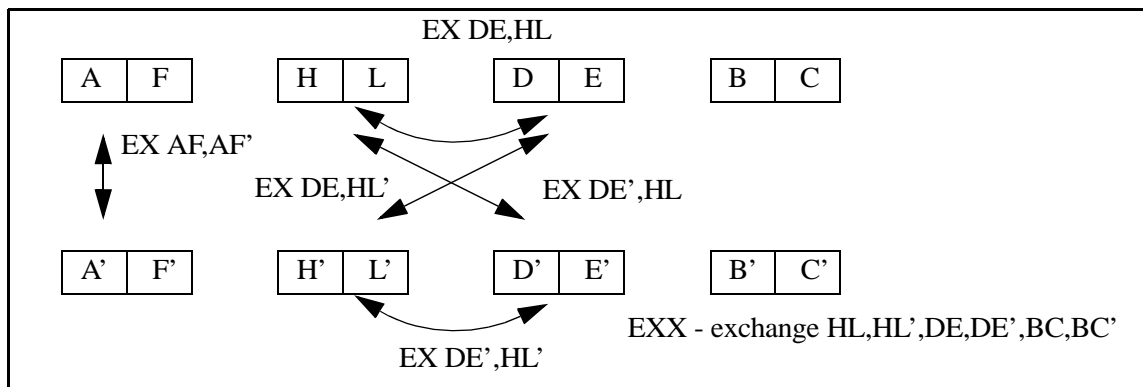 EX DE,HL
A F H L D E B C
EX AF,AF’
EX DE,HL’ EX DE’,HL
A’ F’ H’ L’ D’ E’ B’ C’
EXX - exchange HL,HL’,DE,DE’,BC,BC’
EX DE’,HL’